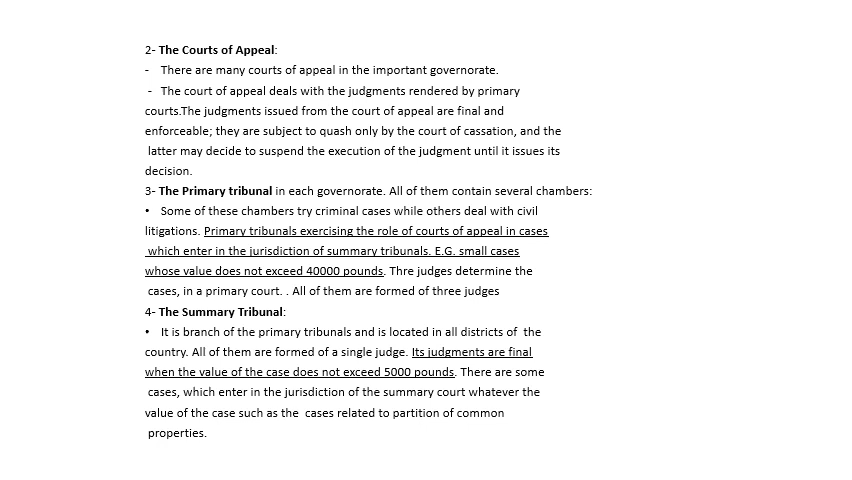 2- The Courts of Appeal:
-   There are many courts of appeal in the important governorate.
-   The court of appeal deals with the judgments rendered by primary
courts.The judgments issued from the court of appeal are final and
enforceable; they are subject to quash only by the court of cassation, and the
latter may decide to suspend the execution of the judgment until it issues its
decision.
3- The Primary tribunal in each governorate. All of them contain several chambers:
•   Some of these chambers try criminal cases while others deal with civil
litigations. Primary tribunals exercising the role of courts of appeal in cases
which enter in the jurisdiction of summary tribunals. E.G. small cases
whose value does not exceed 40000 pounds. Thre judges determine the
cases, in a primary court. . All of them are formed of three judges
4- The Summary Tribunal:
•   It is branch of the primary tribunals and is located in all districts of  the
country. All of them are formed of a single judge. Its judgments are final
when the value of the case does not exceed 5000 pounds. There are some
cases, which enter in the jurisdiction of the summary court whatever the
value of the case such as the  cases related to partition of common
properties.